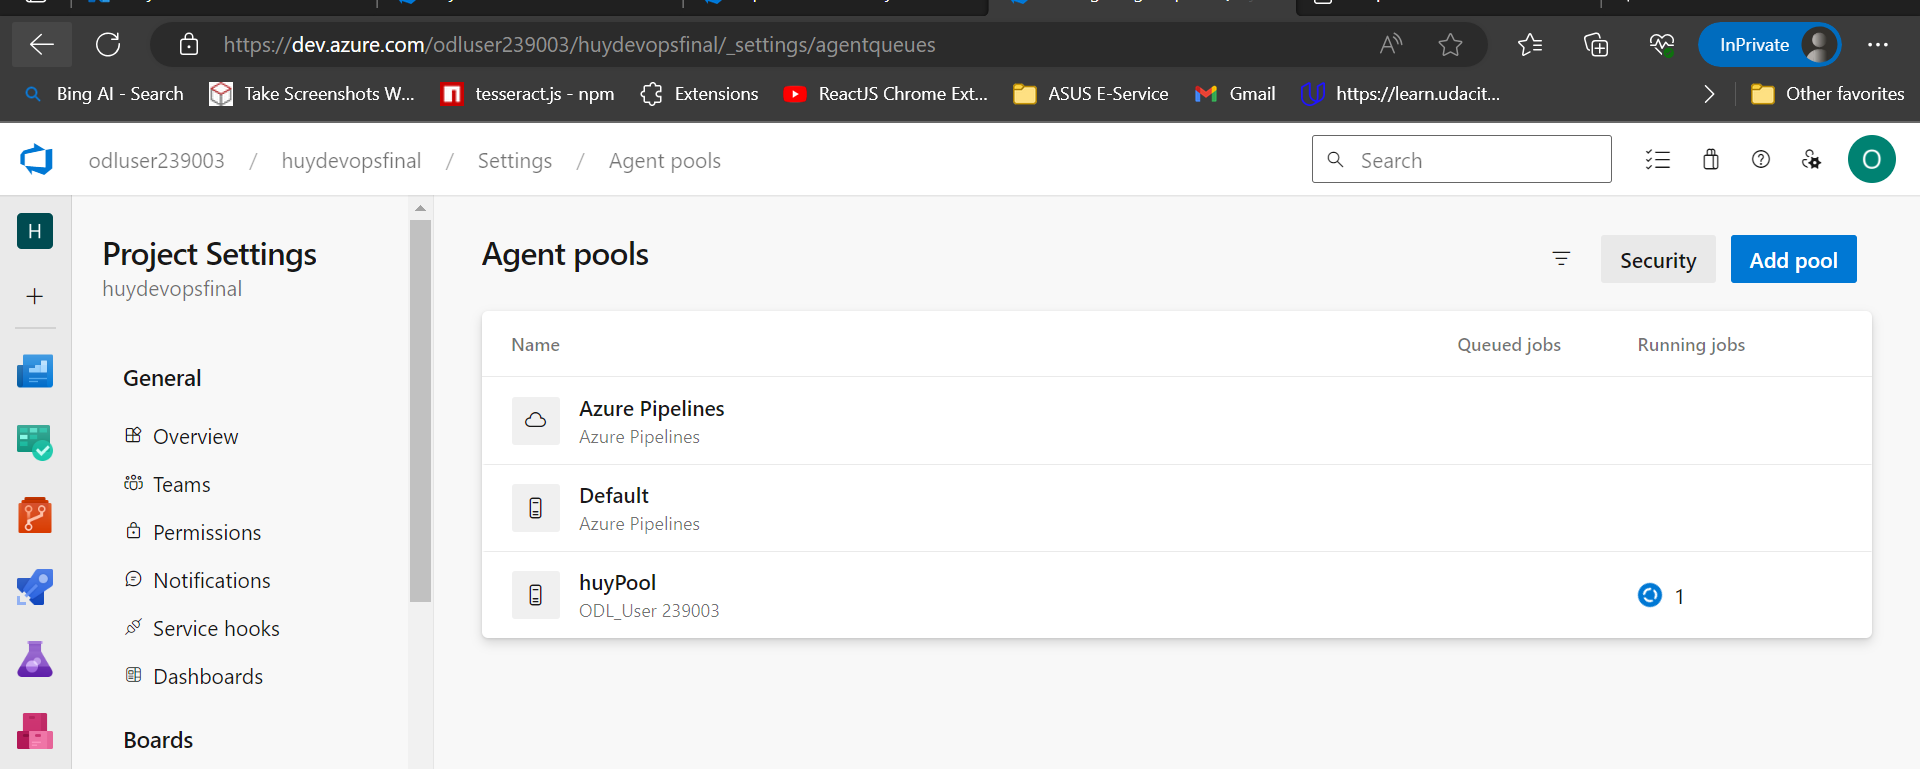 https://dev.azure.com/odluser239003/huydevopsfinal/_settings/agentqueues
InPrivate
Bing AI - Search
Take Screenshots W...
tesseract.js - npm
Extensions
ReactJS Chrome Ext...
ASUS E-Service
Gmail
https://learn.udacit...
Other favorites
odluser239003 / huydevopsfinal / Settings / Agent pools
Search
O
H
Project Settings
huydevopsfinal
General
Overview
Teams
Permissions
Notifications
Service hooks
Dashboards
Boards
Agent pools
Security
Add pool
Name
Queued jobs
Running jobs
Azure Pipelines
Azure Pipelines
Default
Azure Pipelines
huyPool
ODL_User 239003
1